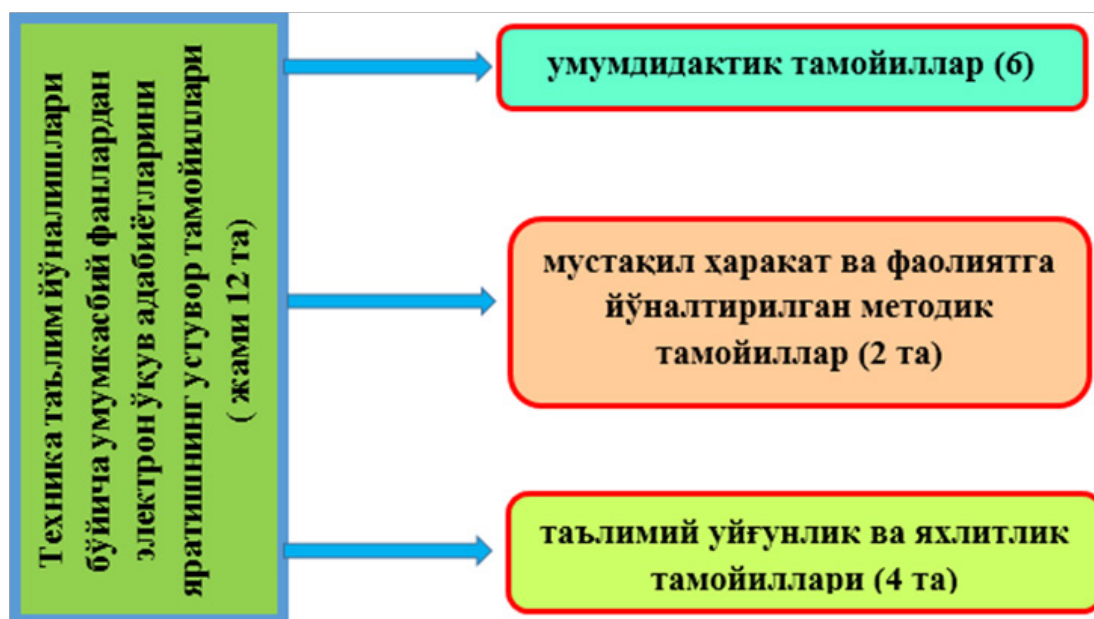 Техника таълим йўналишлари
бўйича умумкасбий фанлардан
электрон ўқув адабиётларини
яратишнинг устувор тамойиллари
( жами 12 та)
умумдидактик тамойиллар (6)
мустақил ҳаракат ва фаолиятга
йўналтирилган методик
тамойиллар (2 та)
таълимий уйғунлик ва яхлитлик
тамойиллари (4 та)